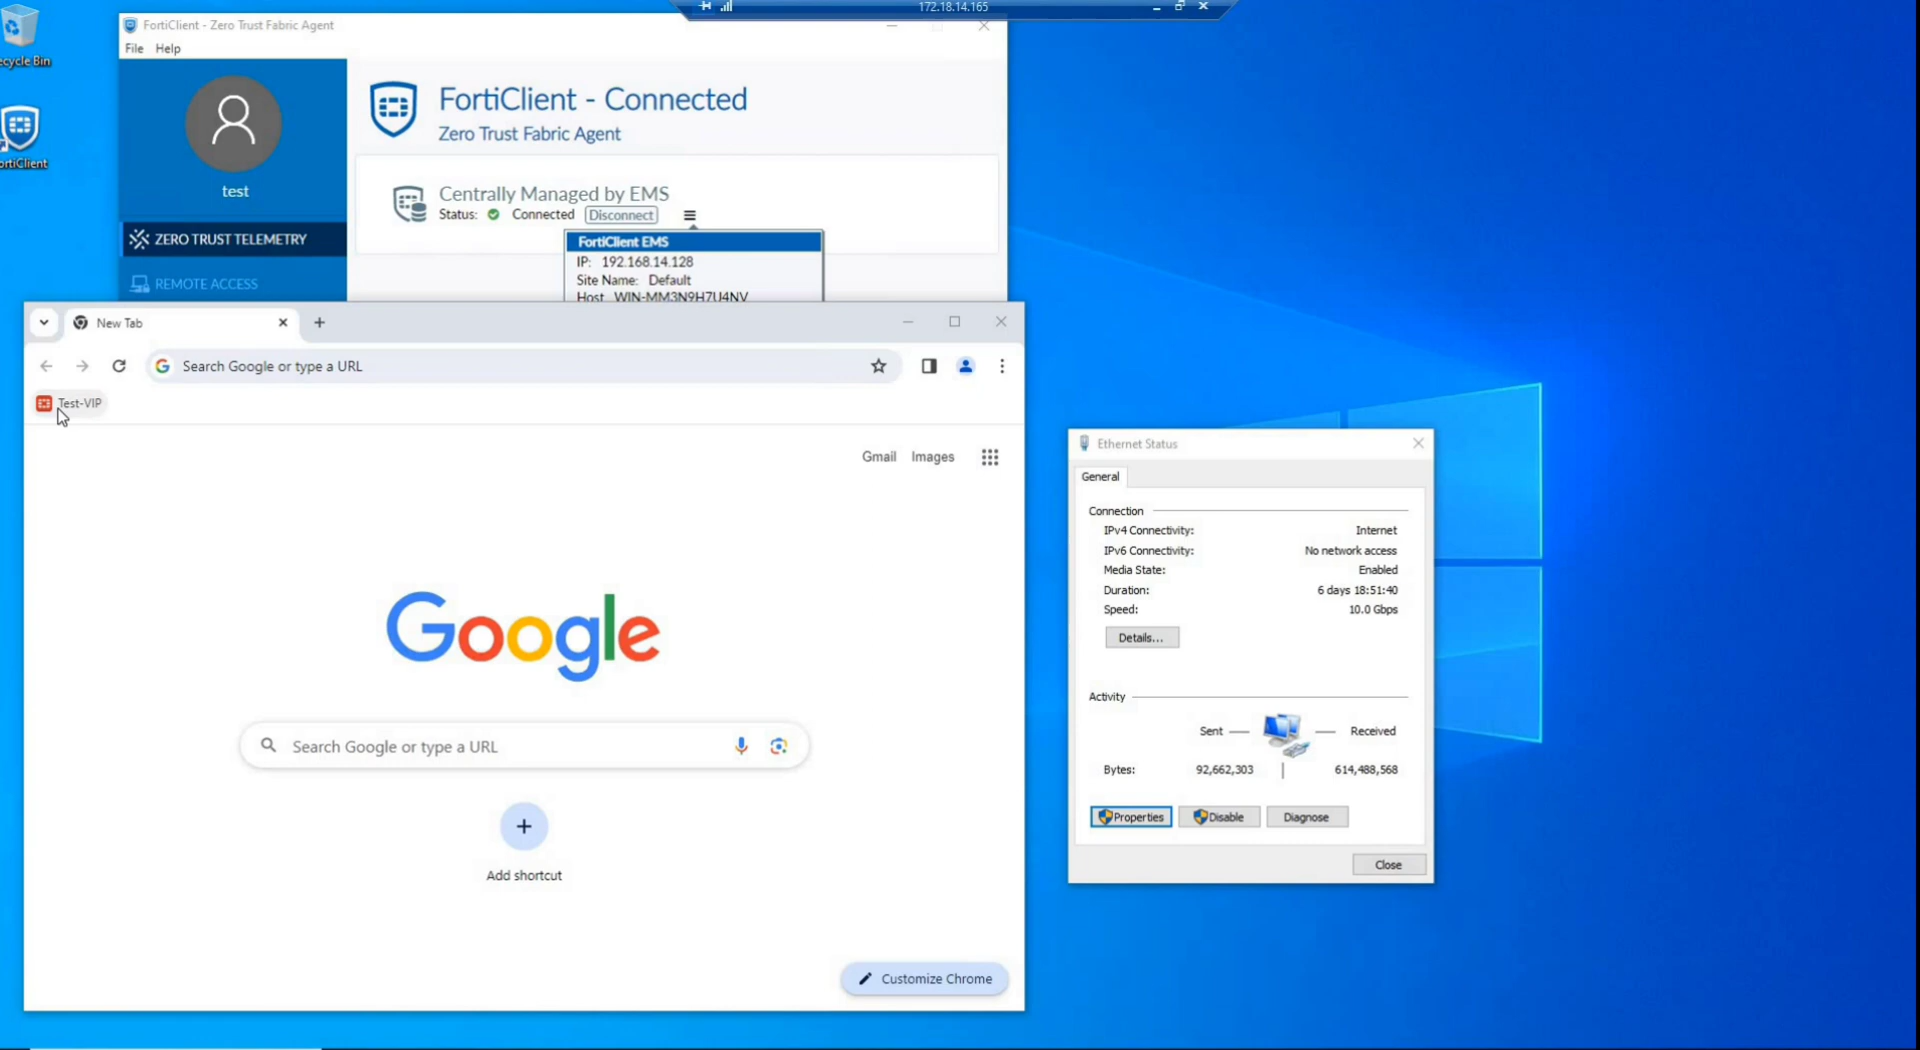 172.18.14.165
ecycle Bin
ortiClient
FortiClient - Zero Trust Fabric Agent
File Help
test
ZERO TRUST TELEMETRY
REMOTE ACCESS
FortiClient - Connected
Zero Trust Fabric Agent
Centrally Managed by EMS
Status: Connected Disconnect
FortiClient EMS
IP: 192.168.14.128
Site Name: Default
Host WIN-MM3N9H7U4NV
New Tab
Search Google or type a URL
Test-VIP
Gmail Images
Google
Search Google or type a URL
Add shortcut
Customize Chrome
Ethernet Status
General
Connection
IPv4 Connectivity: Internet
IPv6 Connectivity: No network access
Media State: Enabled
Duration: 6 days 18:51:40
Speed: 10.0 Gbps
Details...
Activity
Sent Received
Bytes: 92,662,303 614,488,568
Properties Disable Diagnose
Close